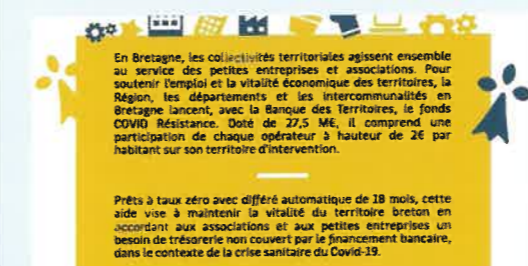 En Bretagne, les collectivités territoriales agissent ensemble
au service des petites entreprises et associations. Pour
soutenir l'emploi et la vitalité économique des territoires, la
Région, les départements et les intercommunalités en
Bretagne lancent, avec la Banque des Territoires, le fonds
COVID Résistance. Doté de 27,5 M€, il comprend une
participation de chaque opérateur à hauteur de 2€ par
habitant sur son territoire d'intervention.
Prêts à taux zéro avec différé automatique de 18 mois, cette
aide vise à maintenir la vitalité du territoire breton en
accordant aux associations et aux petites entreprises un
besoin de trésorerie non couvert par le financement bancaire,
dans le contexte de la crise sanitaire du Covid-19.